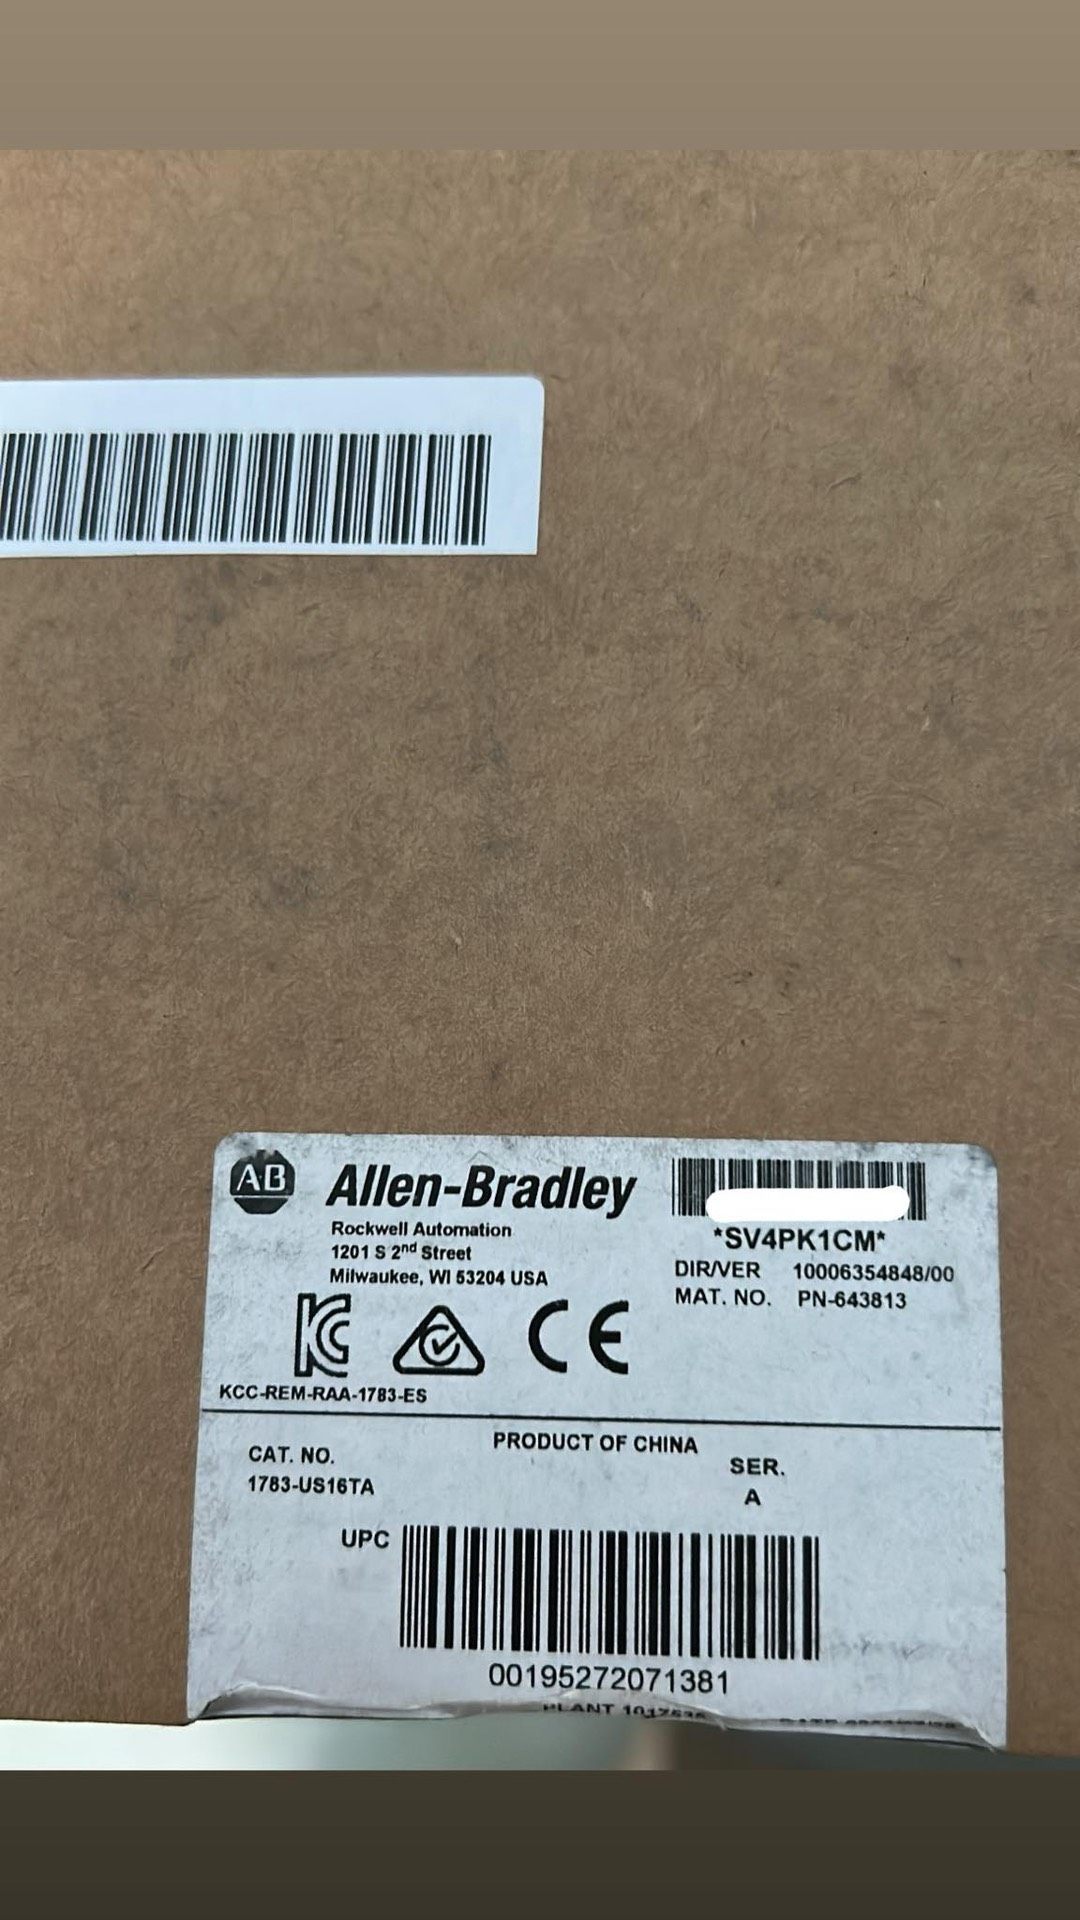 AB Allen-Bradley
Rockwell Automation
1201 S 2nd Street
Milwaukee, WI 53204 USA
*SV4PK1CM*
DIR/VER 10006354848/00
MAT. NO. PN-643813
KCC-REM-RAA-1783-ES
PRODUCT OF CHINA
CAT. NO.
1783-US16TA
SER.
A
UPC
00195272071381
PLANT